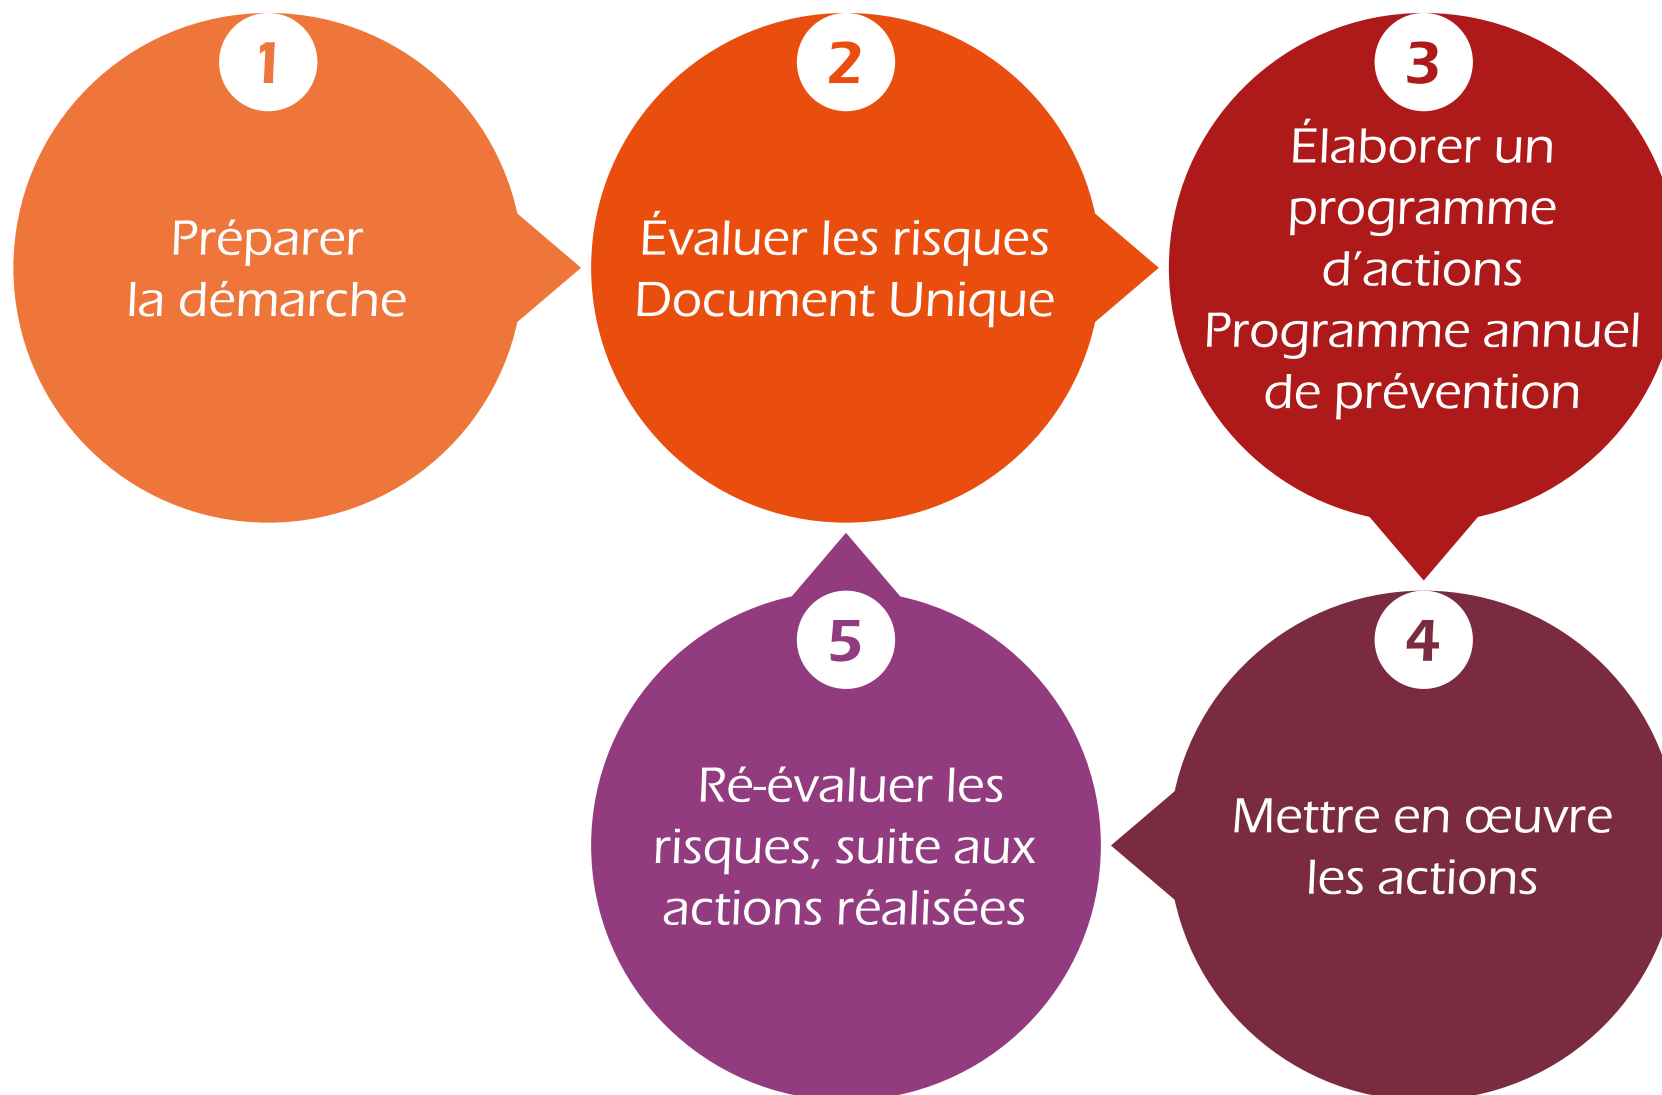 1
Préparer
la démarche
2
Évaluer les risques
Document Unique
3
Élaborer un
programme
d’actions
Programme annuel
de prévention
4
Mettre en œuvre
les actions
5
Ré-évaluer les
risques, suite aux
actions réalisées